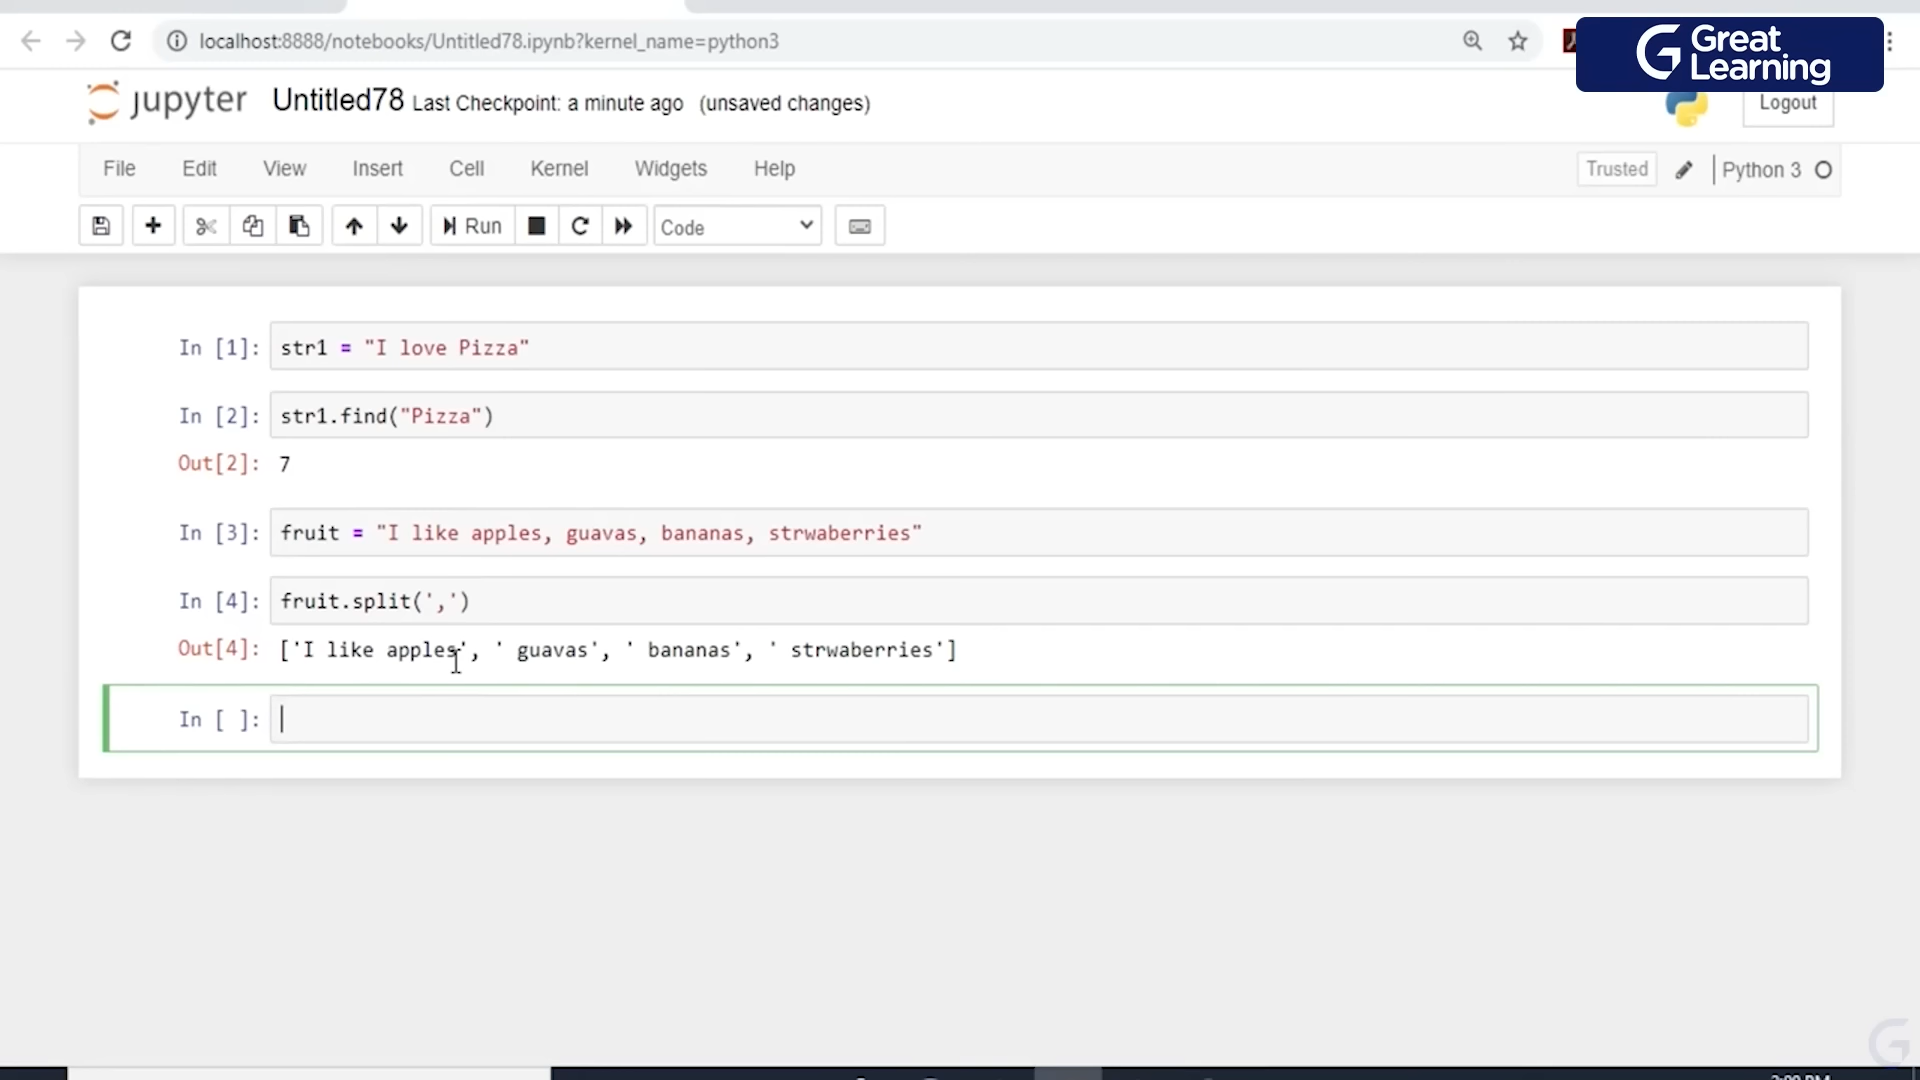 localhost:8888/notebooks/Untitled78.ipynb?kernel_name=python3
Great
Learning
jupyter Untitled78 Last Checkpoint: a minute ago (unsaved changes)
Logout
File Edit View Insert Cell Kernel Widgets Help
Trusted Python 3
Run Code
In [1]: str1 = "I love Pizza"
In [2]: str1.find("Pizza")
Out[2]: 7
In [3]: fruit = "I like apples, guavas, bananas, strwaberries"
In [4]: fruit.split(',')
Out[4]: ['I like apples', ' guavas', ' bananas', ' strwaberries']
In [ ]: